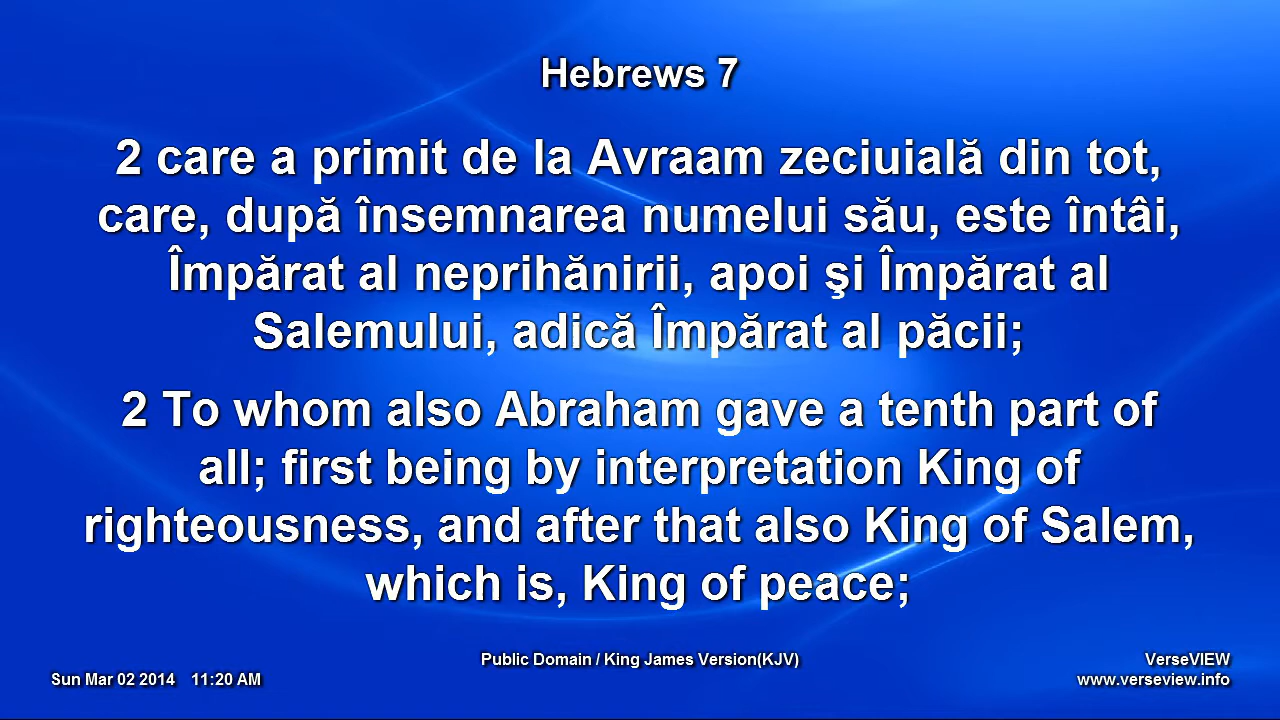 Hebrews 7
2 care a primit de la Avraam zeciuială din tot,
care, după însemnarea numelui său, este întâi,
Împărat al neprihănirii, apoi şi Împărat al
Salemului, adică Împărat al păcii;
2 To whom also Abraham gave a tenth part of
all; first being by interpretation King of
righteousness, and after that also King of Salem,
which is, King of peace;
Public Domain / King James Version(KJV)
VerseVIEW
Sun Mar 02 2014 11:20 AM
www.verseview.info